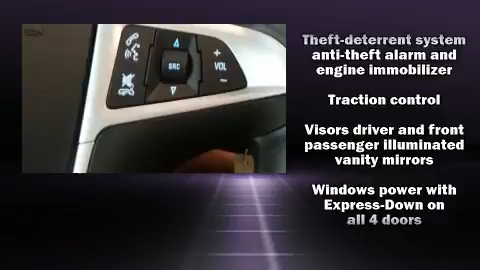 SRC
+
VOL
−
Theft-deterrent system
anti-theft alarm and
engine immobilizer
Traction control
Visors driver and front
passenger illuminated
vanity mirrors
Windows power with
Express-Down on
all 4 doors